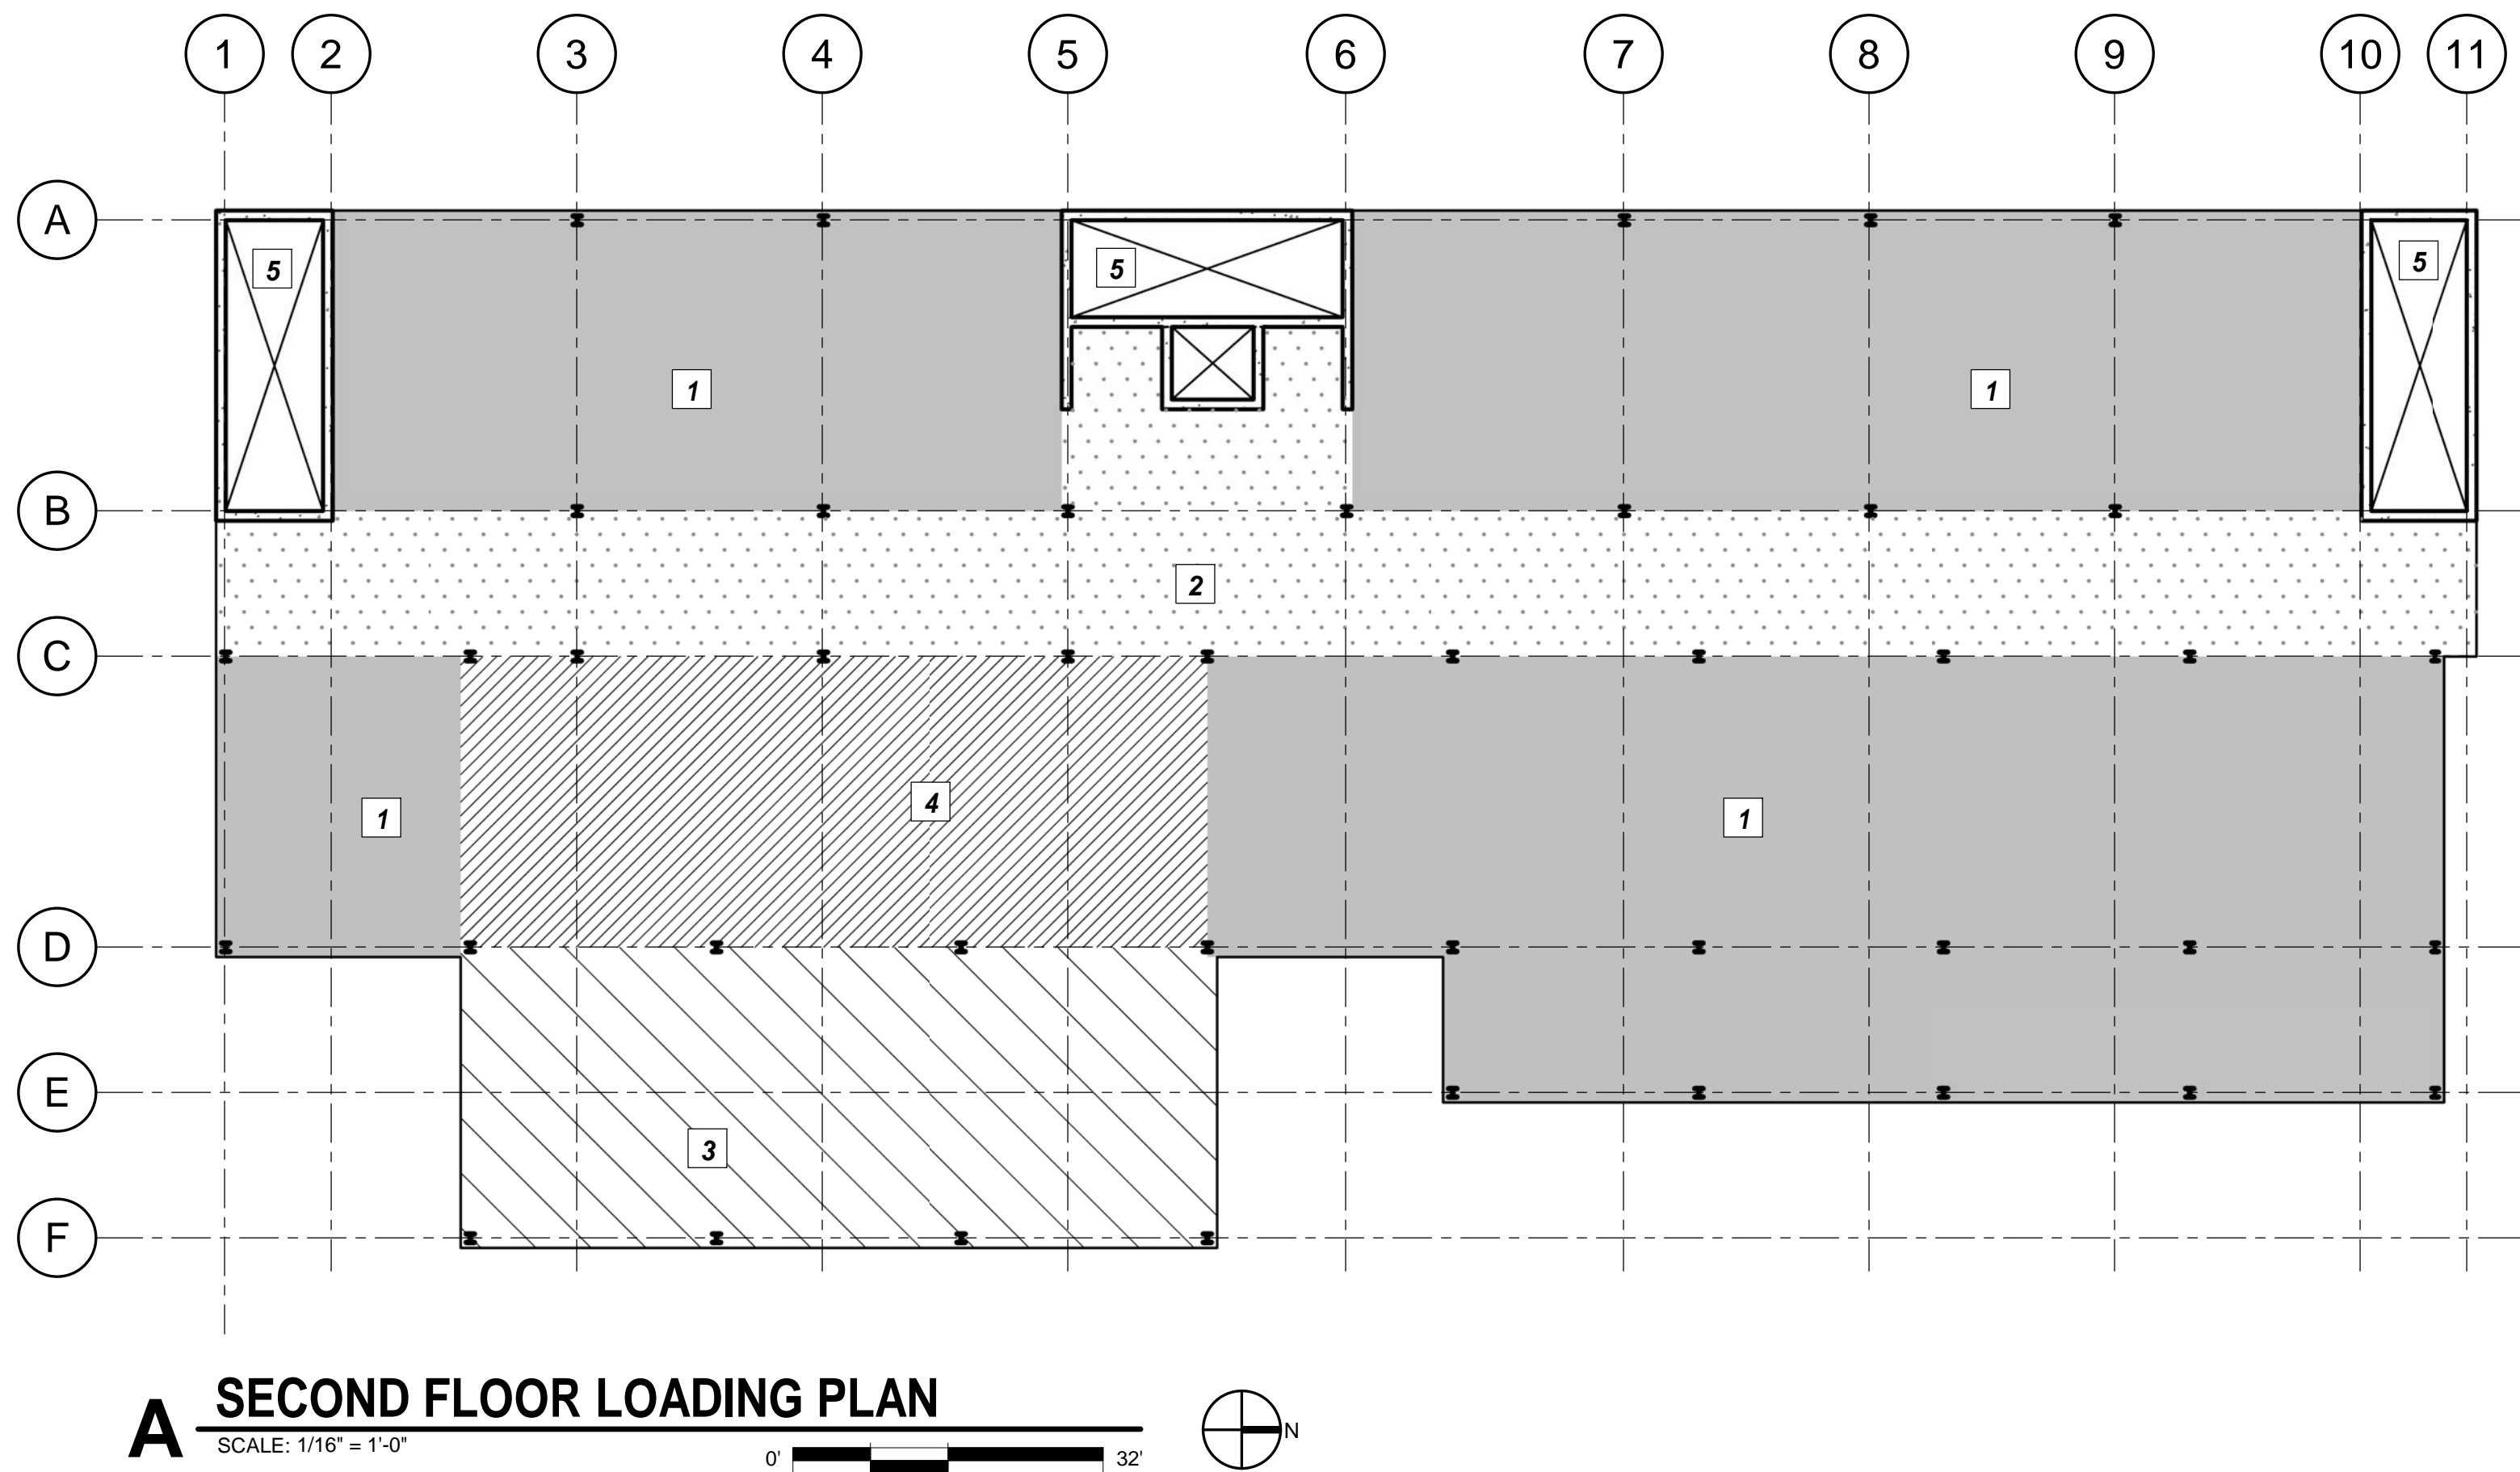 1 2 3 4 5 6 7 8 9 10 11
A
5 5 5
1 1
B
2
C
4
1 1
D
E
3
F
A SECOND FLOOR LOADING PLAN
SCALE: 1/16" = 1'-0"
0' 32'
N